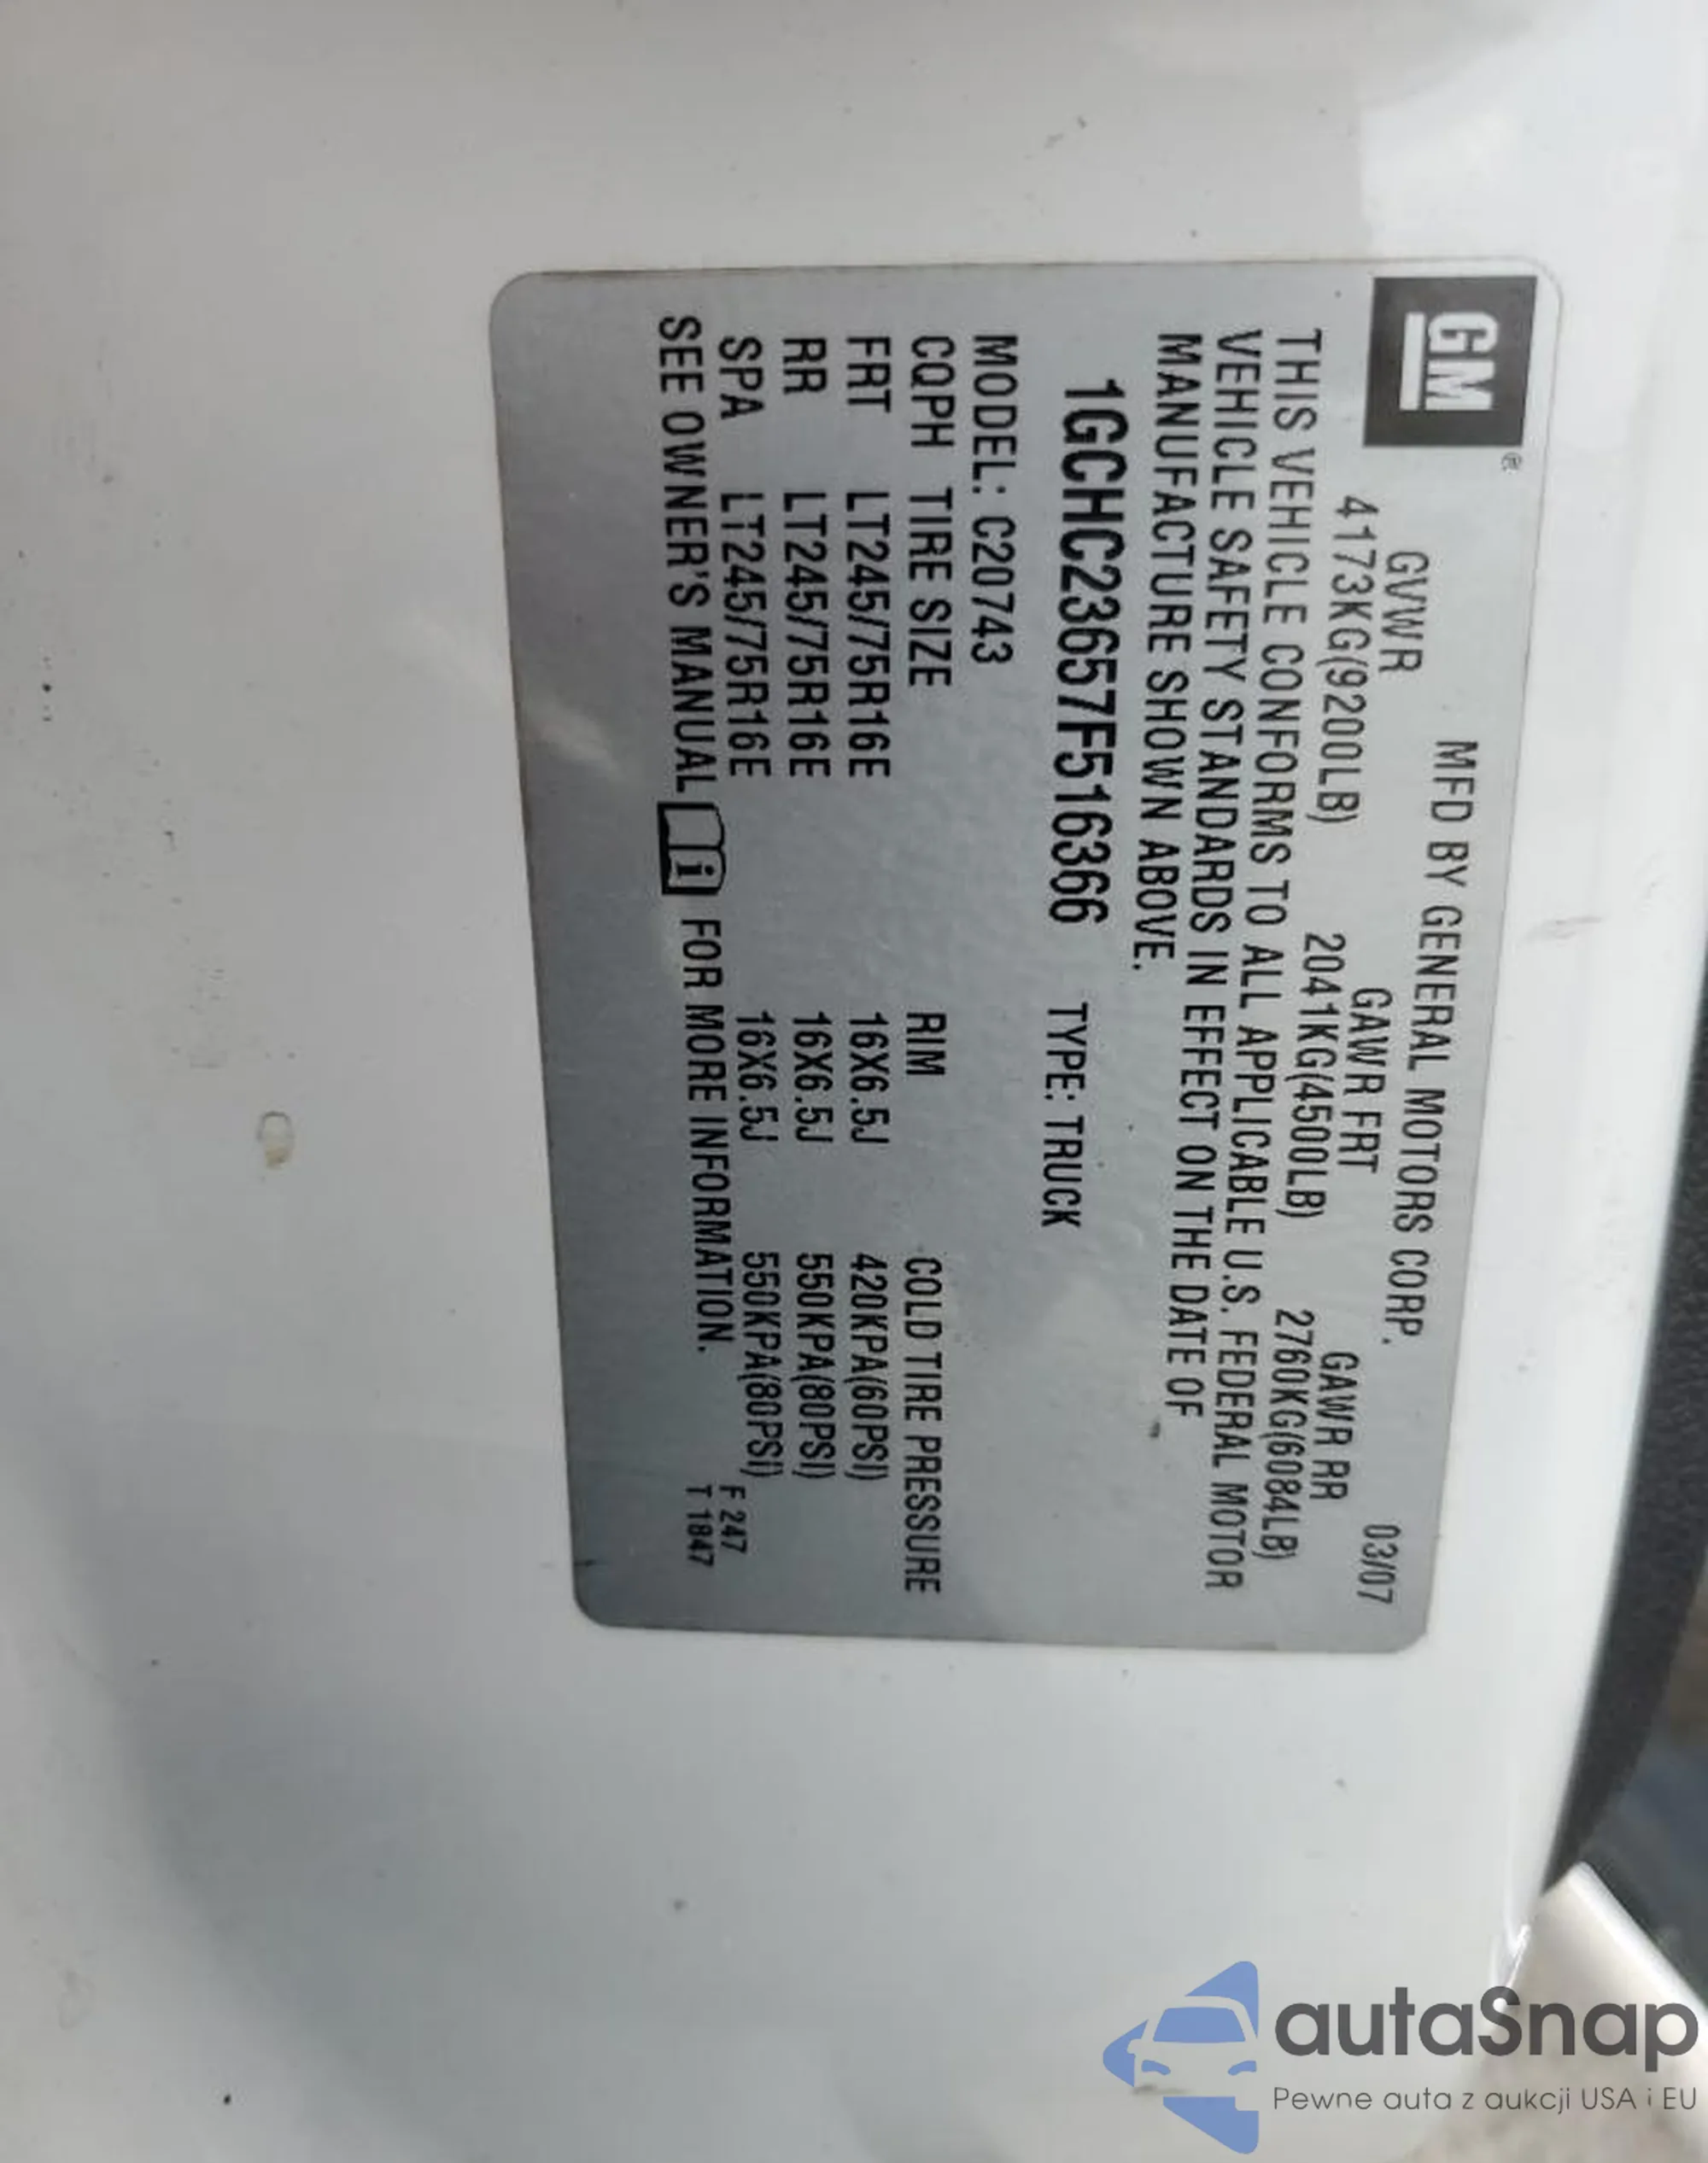 GM®
MFD BY GENERAL MOTORS CORP. 03/07
GVWR GAWR FRT GAWR RR
4173KG(9200LB) 2041KG(4500LB) 2760KG(6084LB)
THIS VEHICLE CONFORMS TO ALL APPLICABLE U.S. FEDERAL MOTOR
VEHICLE SAFETY STANDARDS IN EFFECT ON THE DATE OF
MANUFACTURE SHOWN ABOVE.
1GCHC23657F516366 TYPE: TRUCK
MODEL: C20743
CQPH TIRE SIZE RIM COLD TIRE PRESSURE
FRT LT245/75R16E 16X6.5J 420KPA(60PSI)
RR LT245/75R16E 16X6.5J 550KPA(80PSI)
SPA LT245/75R16E 16X6.5J 550KPA(80PSI)
SEE OWNER'S MANUAL i FOR MORE INFORMATION.
F 247
T 1847
autaSnap
Pewne auta z aukcji USA i EU